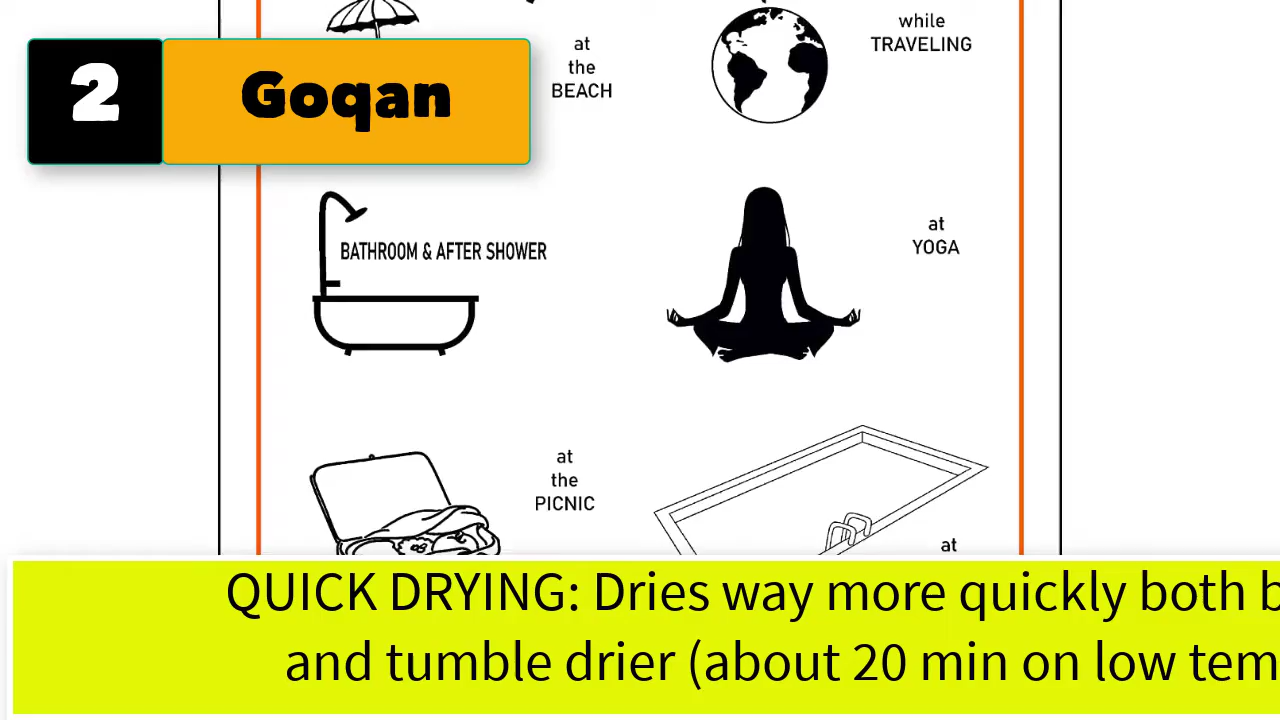 while
TRAVELING
at
the
BEACH
2
Goqan
BATHROOM & AFTER SHOWER
at
YOGA
at
the
PICNIC
at
QUICK DRYING: Dries way more quickly both
and tumble drier (about 20 min on low tem